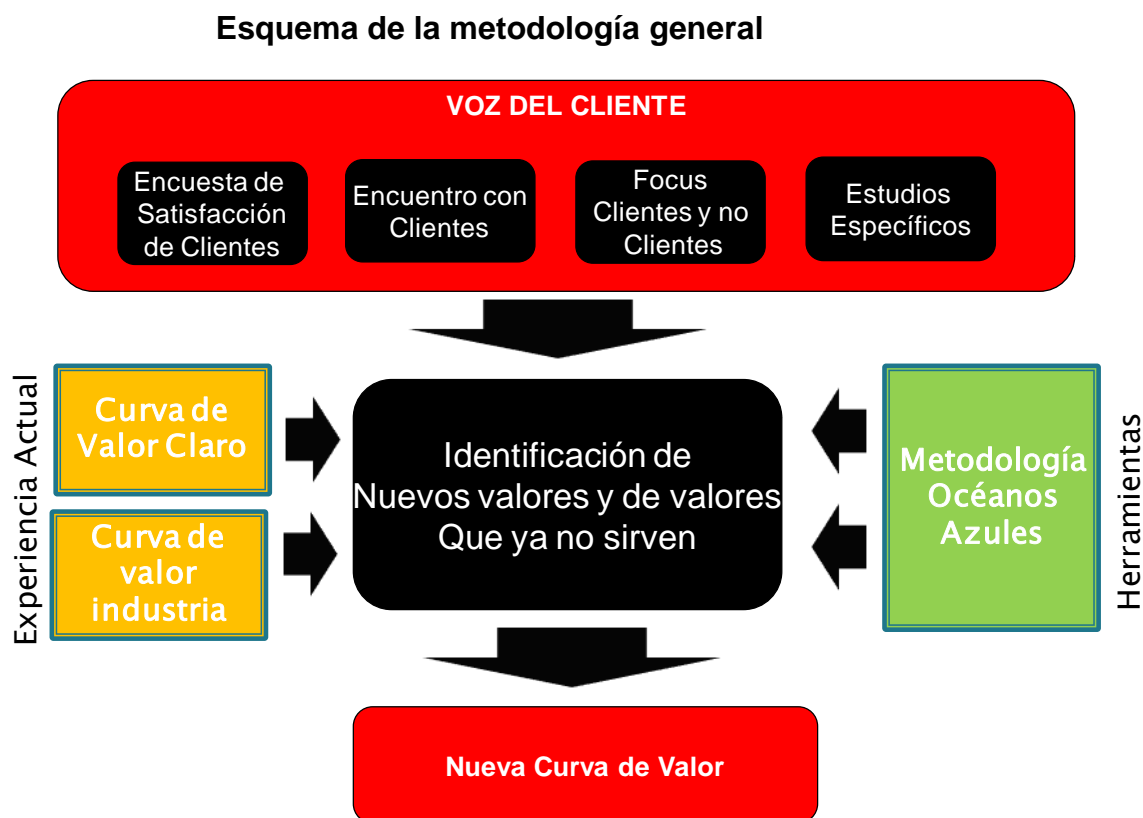 Esquema de la metodología general
VOZ DEL CLIENTE
Encuesta de
Satisfacción
de Clientes
Encuentro con
Clientes
Focus
Clientes y no
Clientes
Estudios
Específicos
Experiencia Actual
Curva de
Valor Claro
Curva de
valor
industria
Identificación de
Nuevos valores y de valores
Que ya no sirven
Metodología
Océanos
Azules
Herramientas
Nueva Curva de Valor